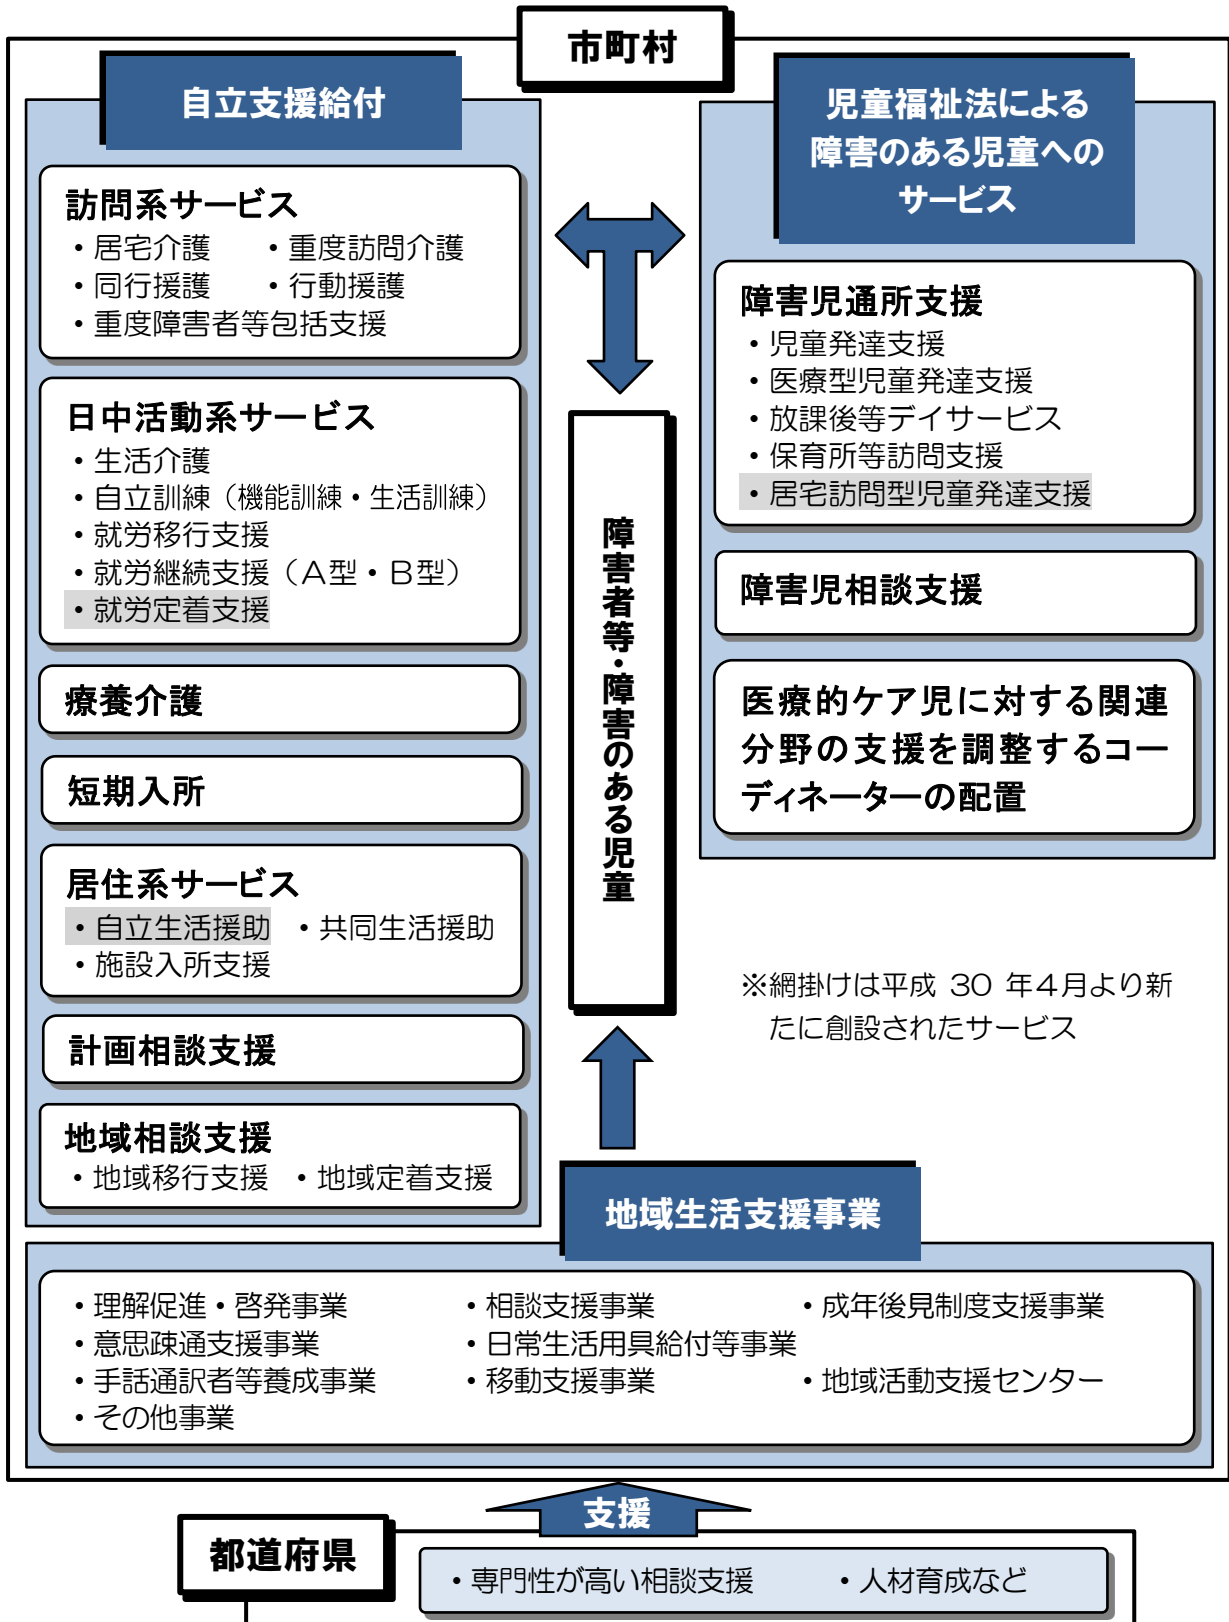 市町村
自立支援給付
訪問系サービス
・居宅介護 ・重度訪問介護
・同行援護 ・行動援護
・重度障害者等包括支援
日中活動系サービス
・生活介護
・自立訓練（機能訓練・生活訓練）
・就労移行支援
・就労継続支援（Ａ型・Ｂ型）
・就労定着支援
療養介護
短期入所
居住系サービス
・自立生活援助 ・共同生活援助
・施設入所支援
計画相談支援
地域相談支援
・地域移行支援 ・地域定着支援
障害者等・障害のある児童
児童福祉法による
障害のある児童への
サービス
障害児通所支援
・児童発達支援
・医療型児童発達支援
・放課後等デイサービス
・保育所等訪問支援
・居宅訪問型児童発達支援
障害児相談支援
医療的ケア児に対する関連
分野の支援を調整するコー
ディネーターの配置
※網掛けは平成 30 年４月より新
たに創設されたサービス
地域生活支援事業
・理解促進・啓発事業 ・相談支援事業 ・成年後見制度支援事業
・意思疎通支援事業 ・日常生活用具給付等事業
・手話通訳者等養成事業 ・移動支援事業 ・地域活動支援センター
・その他事業
支援
都道府県
・専門性が高い相談支援 ・人材育成など